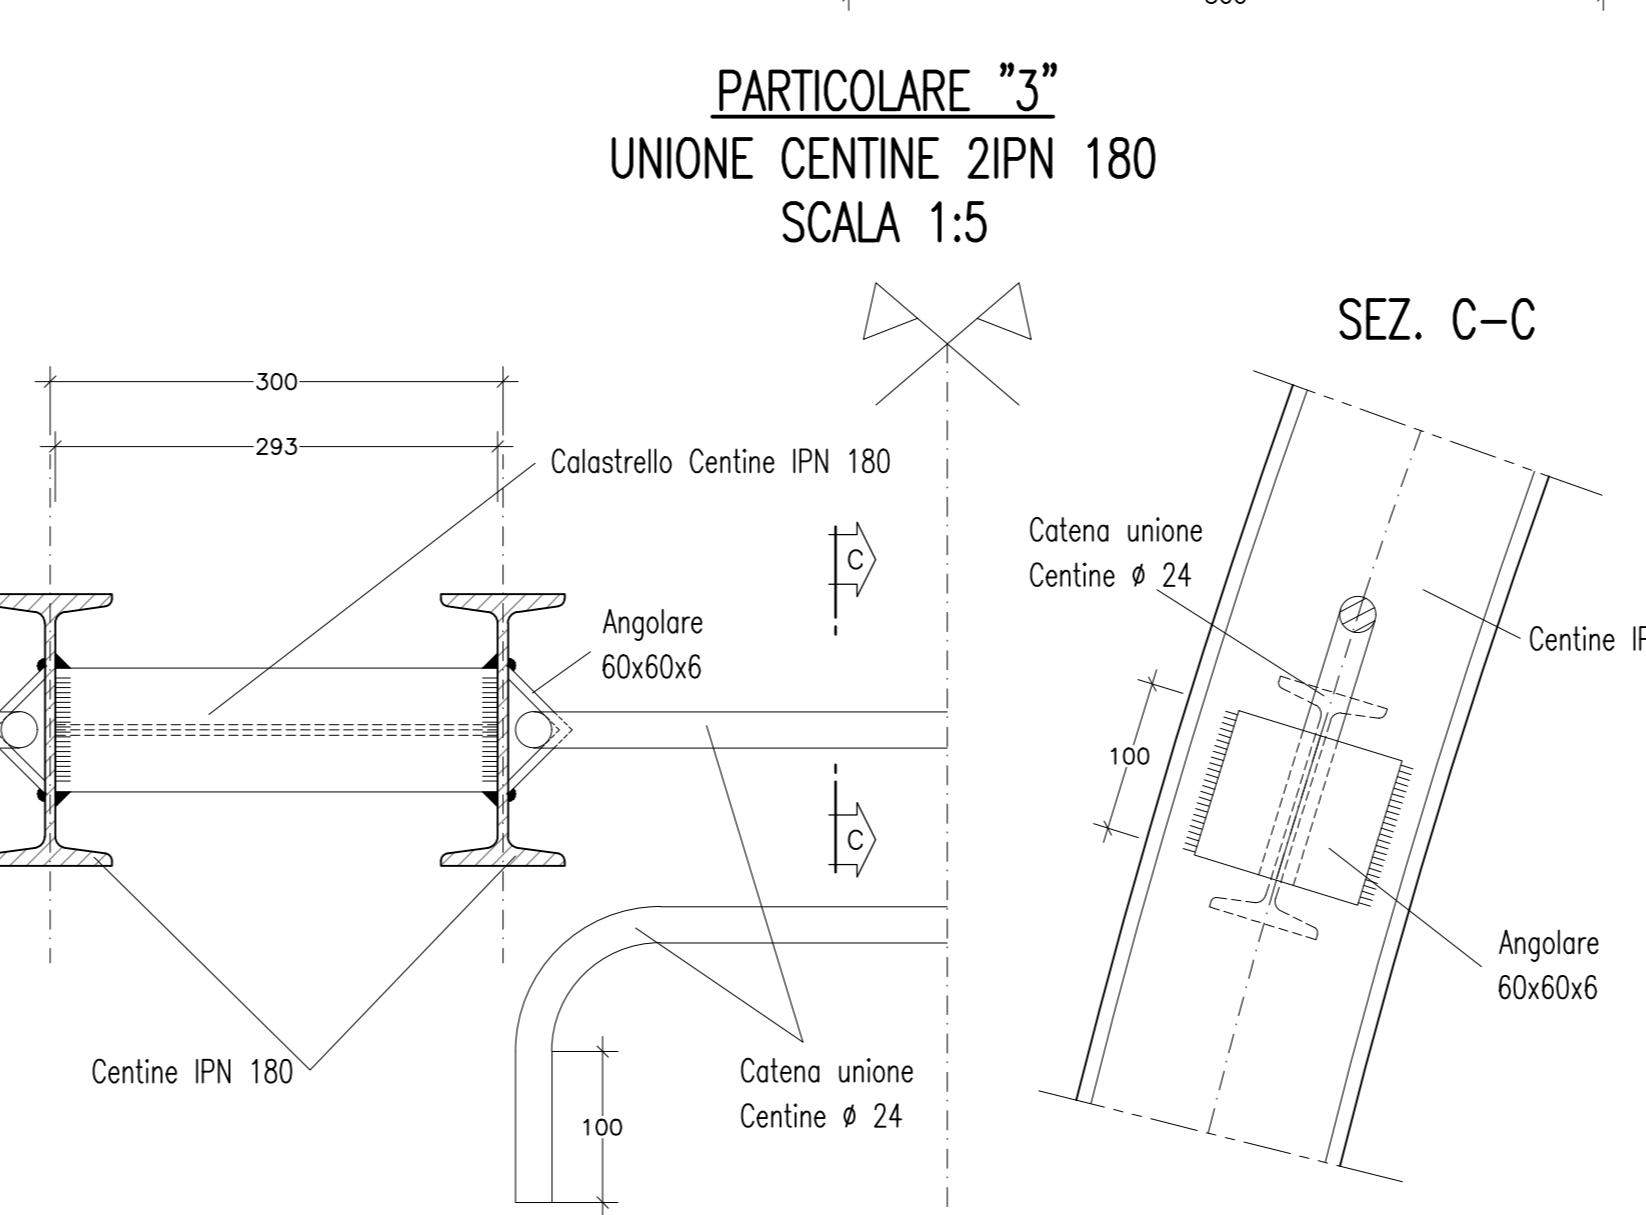 PARTICOLARE "3"
UNIONE CENTINE 2IPN 180
SCALA 1:5
SEZ. C-C
300
293
Calastrello Centine IPN 180
C
Catena unione
Centine ø 24
Angolare
60x60x6
Centine
100
C
Angolare
60x60x6
Centine IPN 180
Catena unione
Centine ø 24
100